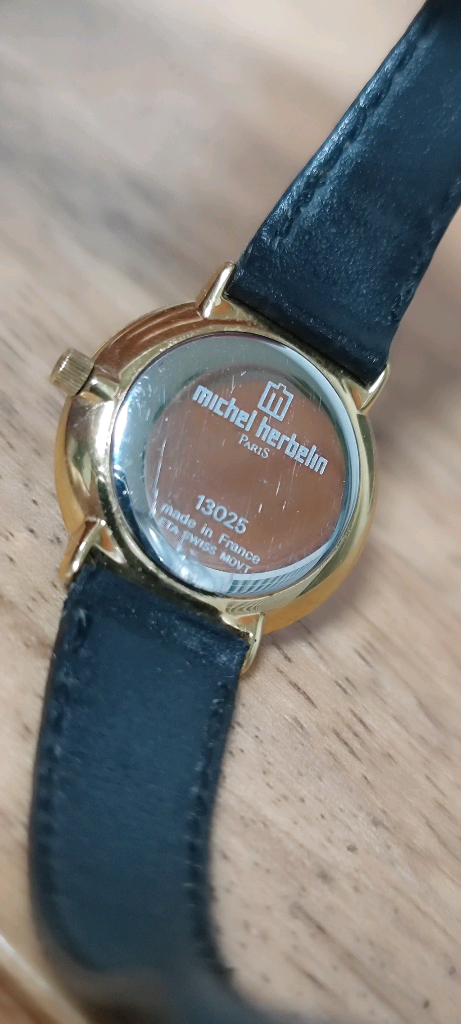 michel herbelin
PARIS
13025
made in France
ETA SWISS MOVT